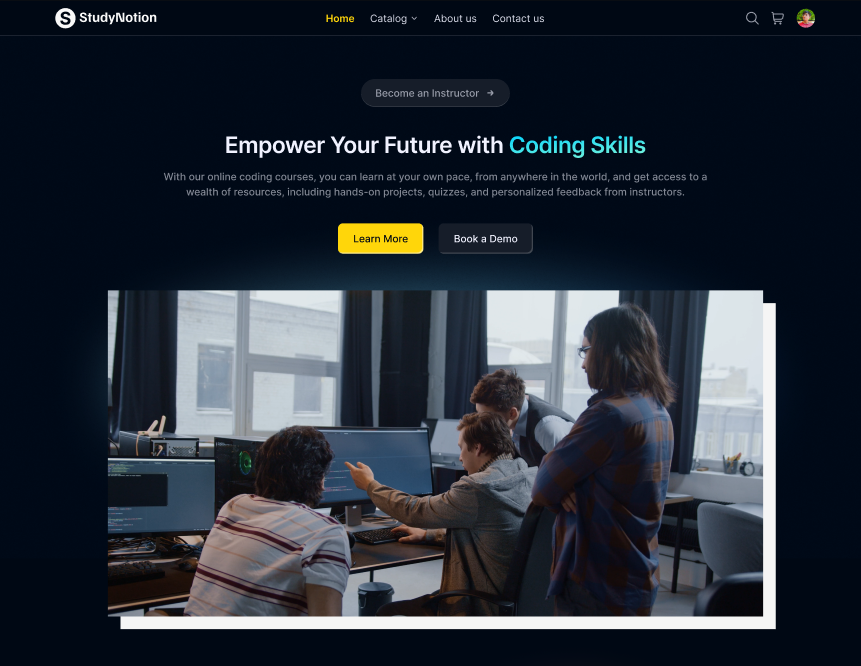 StudyNotion
Home Catalog About us Contact us
Become an Instructor
Empower Your Future with Coding Skills
With our online coding courses, you can learn at your own pace, from anywhere in the world, and get access to a
wealth of resources, including hands-on projects, quizzes, and personalized feedback from instructors.
Learn More Book a Demo